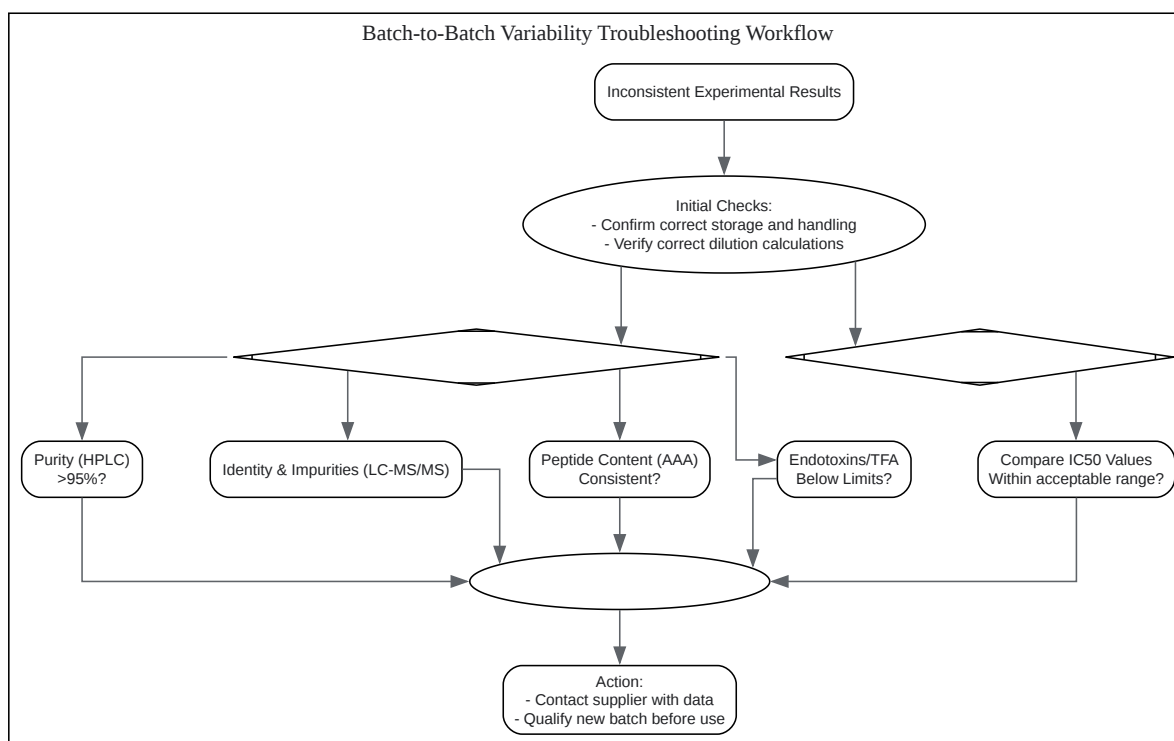 Batch-to-Batch Variability Troubleshooting Workflow
Inconsistent Experimental Results
Initial Checks:
- Confirm correct storage and handling
- Verify correct dilution calculations
Purity (HPLC)
>95%?
Identity & Impurities (LC-MS/MS)
Peptide Content (AAA)
Consistent?
Endotoxins/TFA
Below Limits?
Compare IC50 Values
Within acceptable range?
Action:
- Contact supplier with data
- Qualify new batch before use